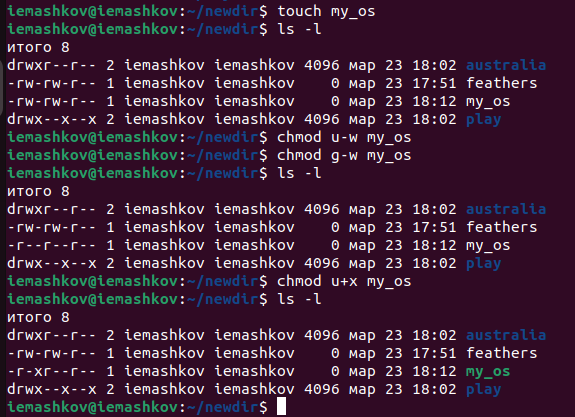 iemashkov@iemashkov:~/newdir$ touch my_os
iemashkov@iemashkov:~/newdir$ ls -l
итого 8
drwxr--r-- 2 iemashkov iemashkov 4096 мар 23 18:02 australia
-rw-rw-r-- 1 iemashkov iemashkov    0 мар 23 17:51 feathers
-rw-rw-r-- 1 iemashkov iemashkov    0 мар 23 18:12 my_os
drwx--x--x 2 iemashkov iemashkov 4096 мар 23 18:02 play
iemashkov@iemashkov:~/newdir$ chmod u-w my_os
iemashkov@iemashkov:~/newdir$ chmod g-w my_os
iemashkov@iemashkov:~/newdir$ ls -l
итого 8
drwxr--r-- 2 iemashkov iemashkov 4096 мар 23 18:02 australia
-rw-rw-r-- 1 iemashkov iemashkov    0 мар 23 17:51 feathers
-r--r--r-- 1 iemashkov iemashkov    0 мар 23 18:12 my_os
drwx--x--x 2 iemashkov iemashkov 4096 мар 23 18:02 play
iemashkov@iemashkov:~/newdir$ chmod u+x my_os
iemashkov@iemashkov:~/newdir$ ls -l
итого 8
drwxr--r-- 2 iemashkov iemashkov 4096 мар 23 18:02 australia
-rw-rw-r-- 1 iemashkov iemashkov    0 мар 23 17:51 feathers
-r-xr--r-- 1 iemashkov iemashkov    0 мар 23 18:12 my_os
drwx--x--x 2 iemashkov iemashkov 4096 мар 23 18:02 play
iemashkov@iemashkov:~/newdir$